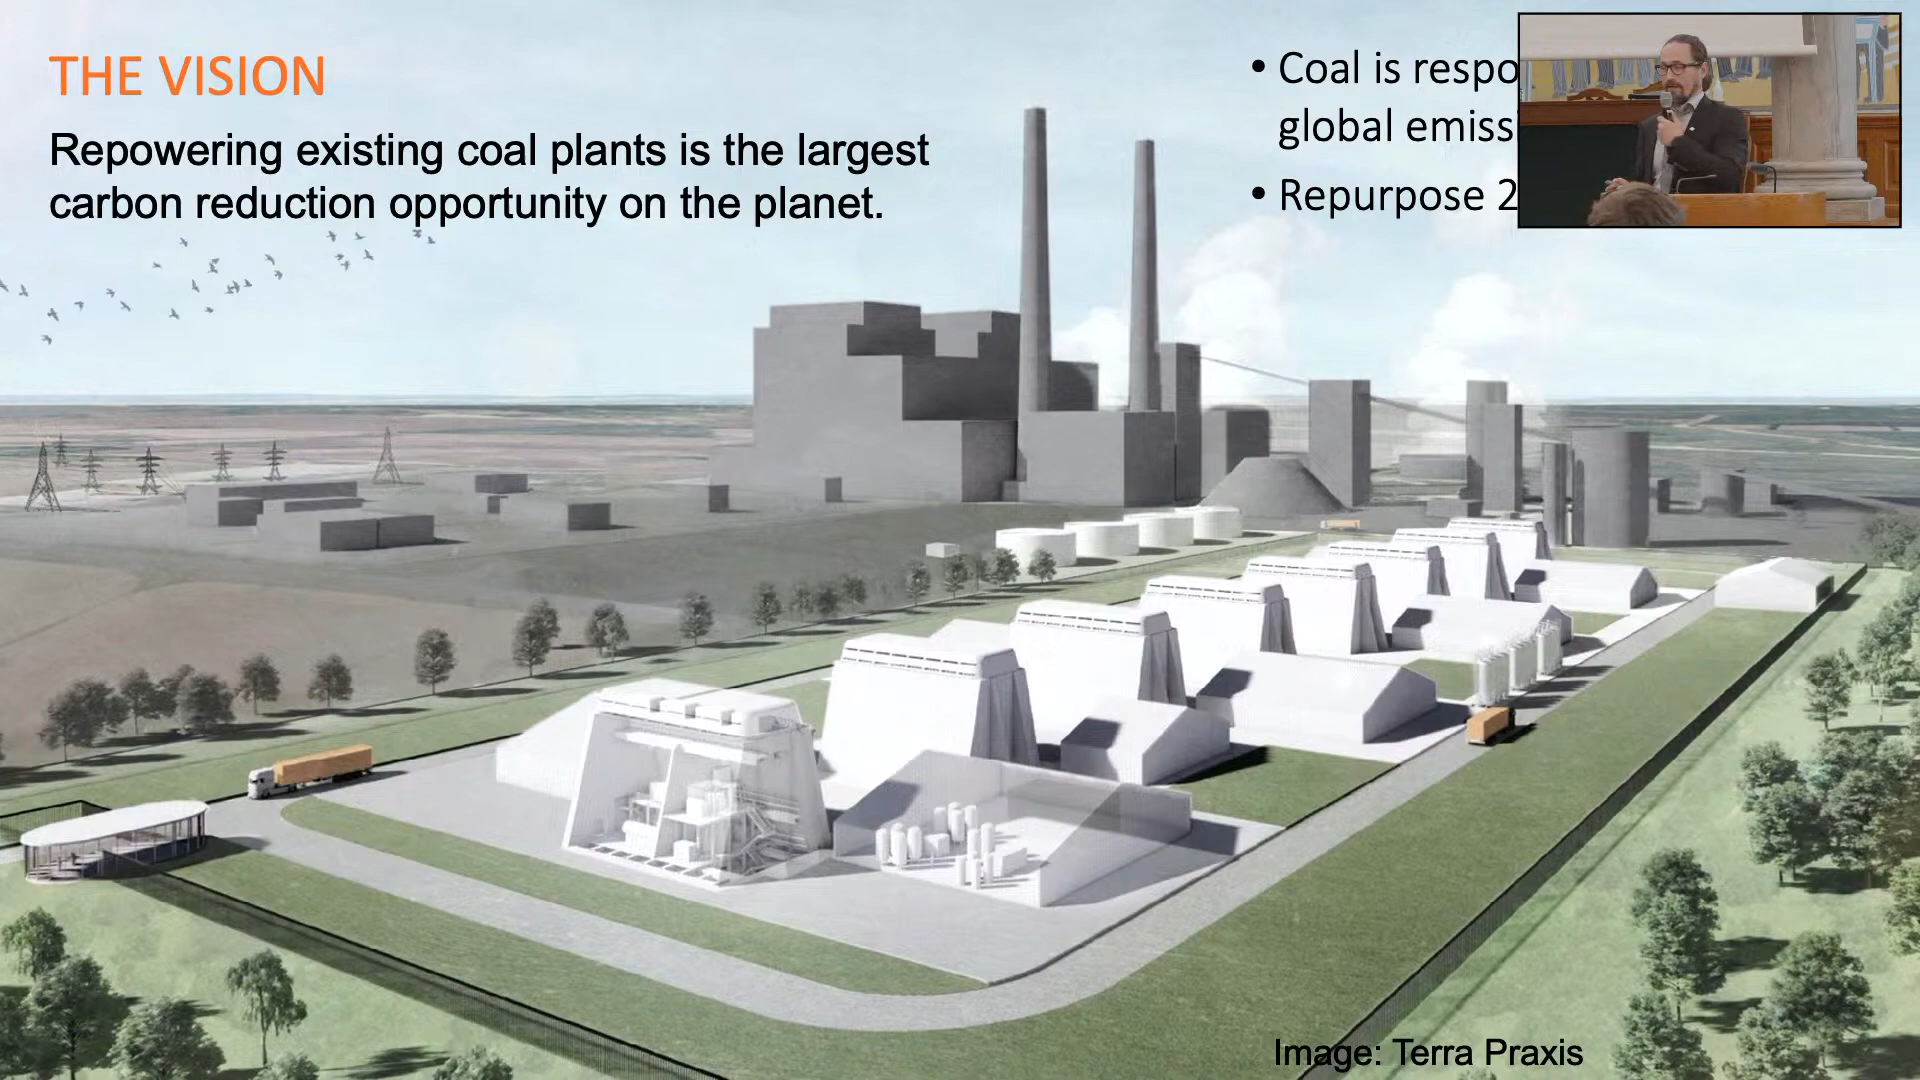 THE VISION
Repowering existing coal plants is the largest
carbon reduction opportunity on the planet.
• Coal is respo
global emiss
• Repurpose 2
Image: Terra Praxis